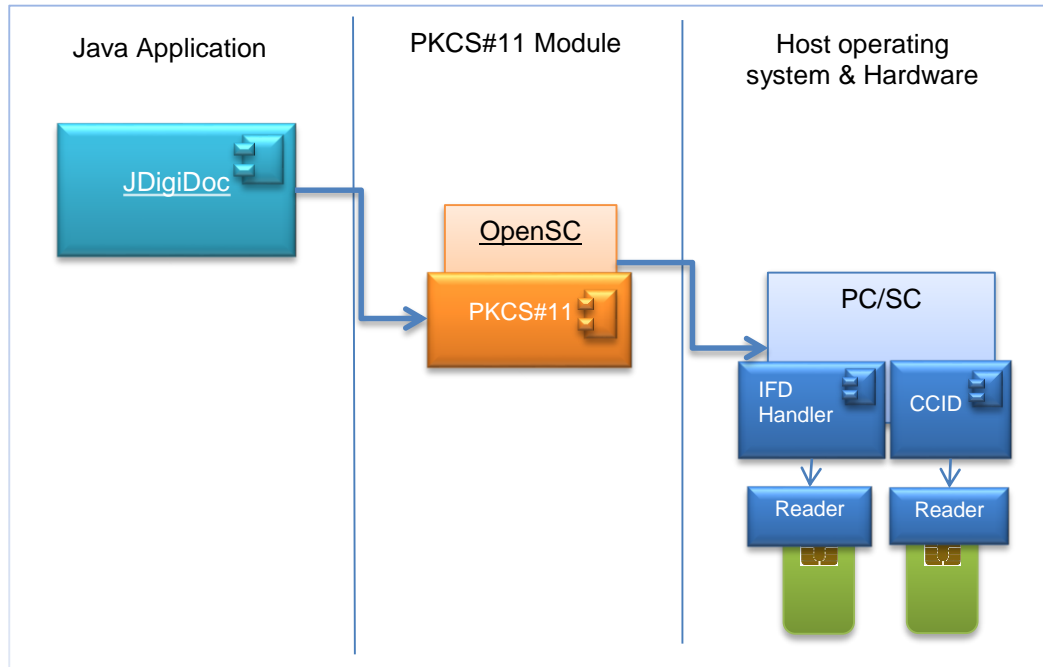 Java Application
PKCS#11 Module
Host operating
system & Hardware
JDigiDoc
OpenSC
PKCS#11
PC/SC
IFD
Handler
CCID
Reader
Reader